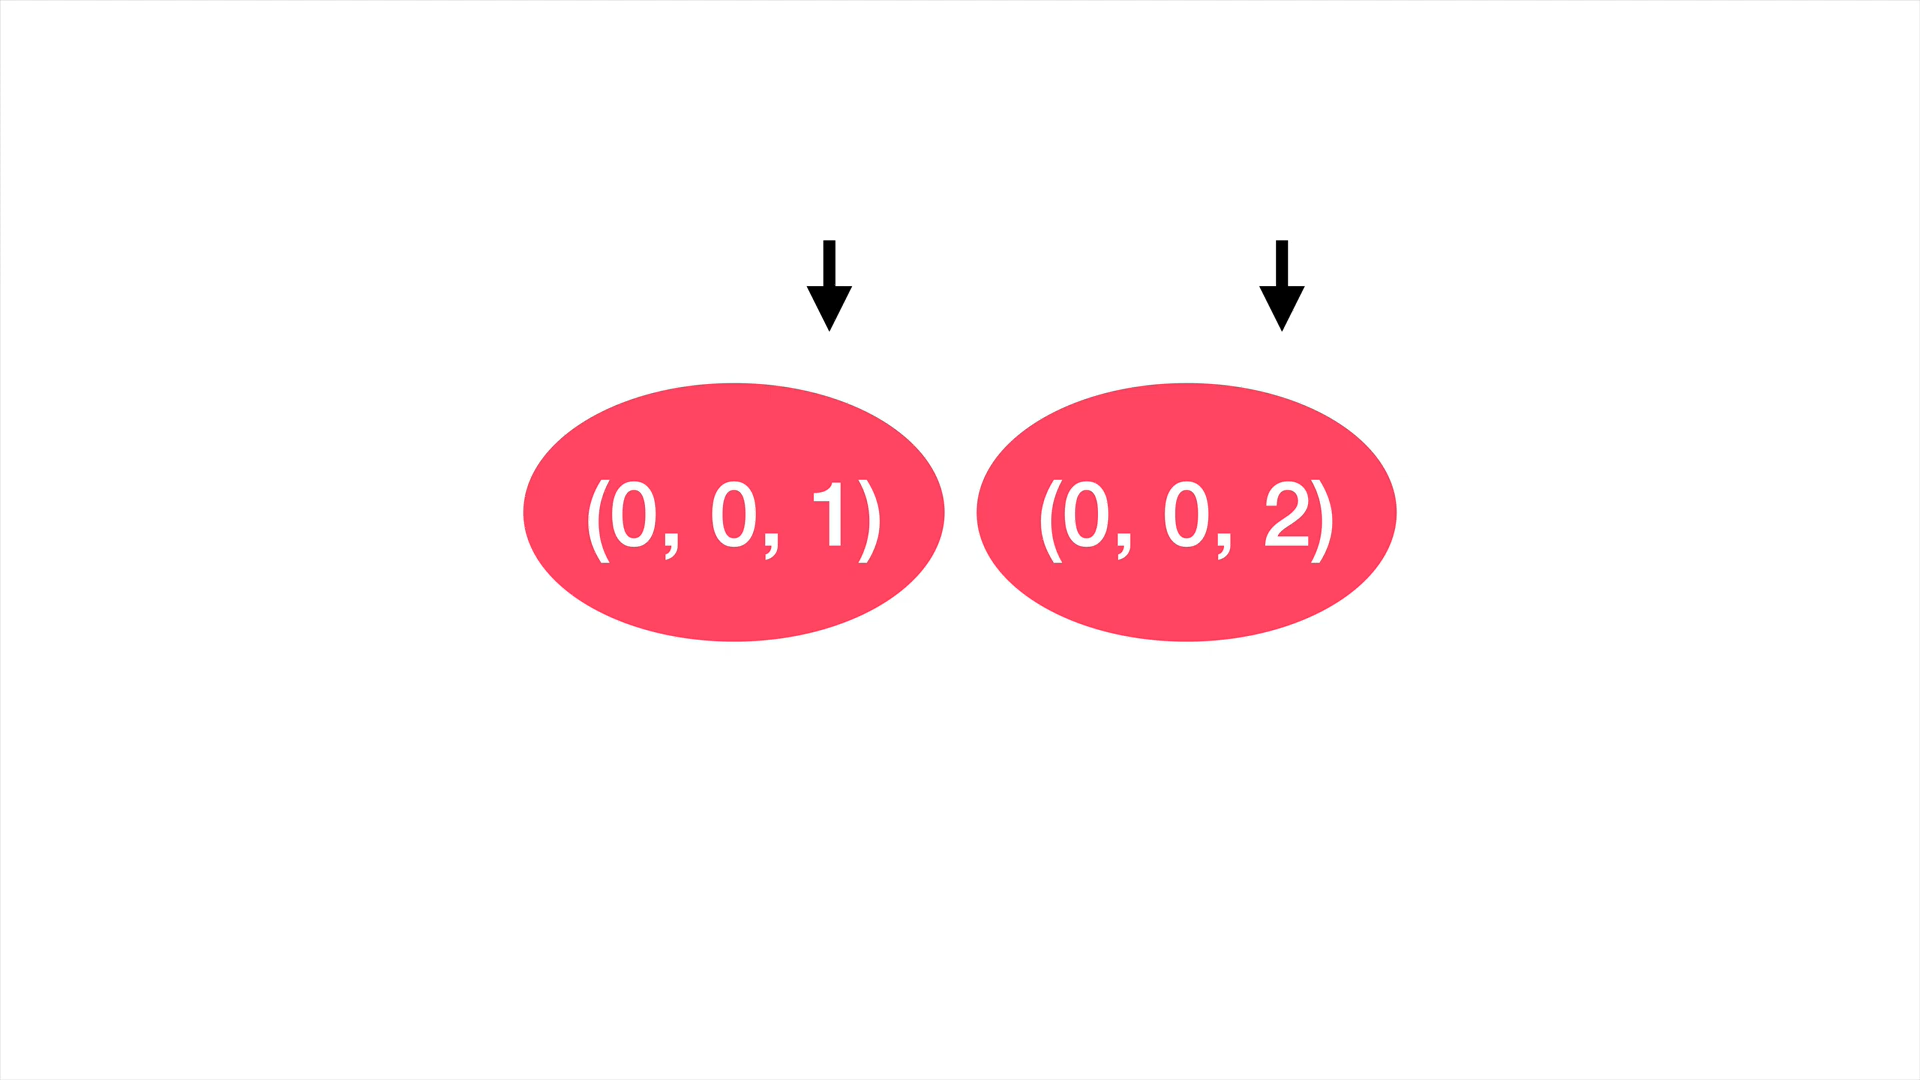 (0, 0, 1) (0, 0, 2)